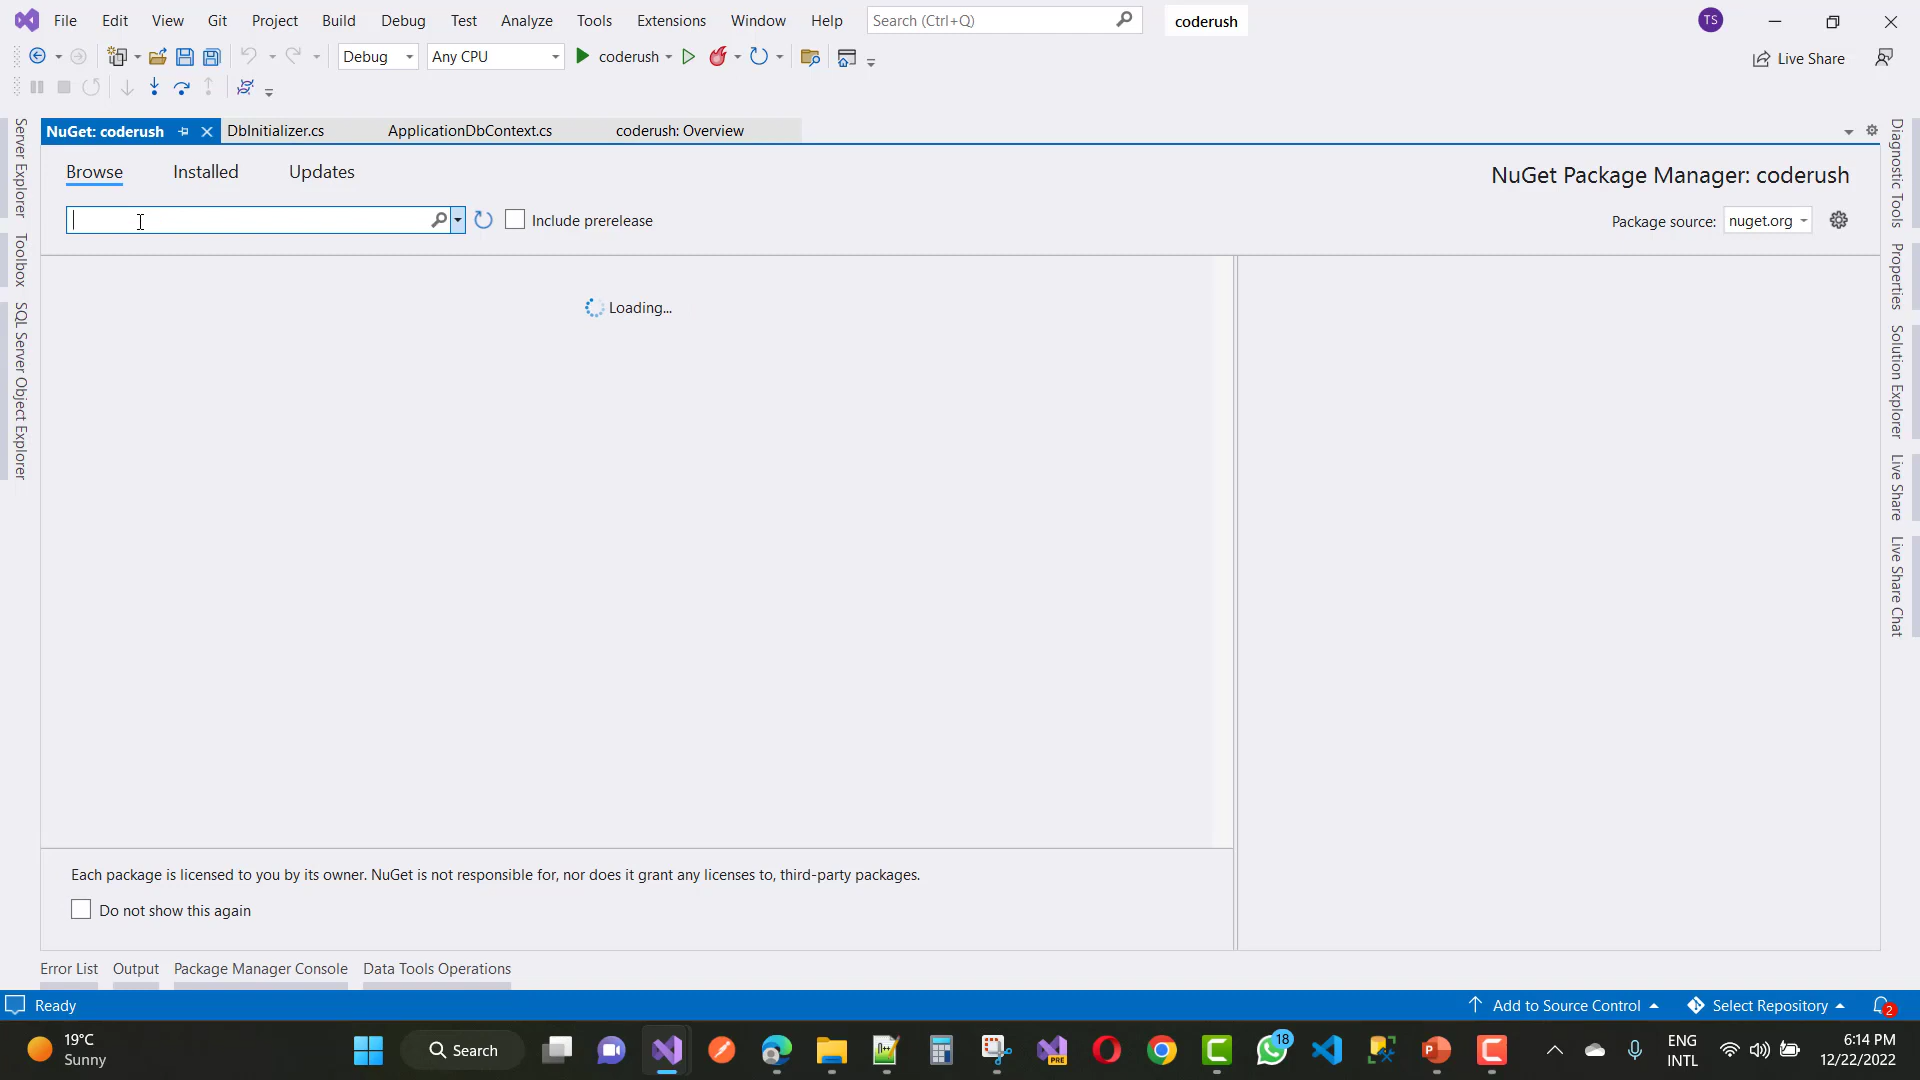 File Edit View Git Project Build Debug Test Analyze Tools Extensions Window Help Search (Ctrl+Q) coderush TS
Debug Any CPU coderush Live Share
NuGet: coderush DbInitializer.cs ApplicationDbContext.cs coderush: Overview
Browse Installed Updates NuGet Package Manager: coderush
Include prerelease Package source: nuget.org
Loading...
Server Explorer
Toolbox
SQL Server Object Explorer
Diagnostic Tools
Properties
Solution Explorer
Live Share
Live Share Chat
Each package is licensed to you by its owner. NuGet is not responsible for, nor does it grant any licenses to, third-party packages.
Do not show this again
Error List Output Package Manager Console Data Tools Operations
Ready Add to Source Control Select Repository 2
19°C
Sunny
Search
PRE
18
ENG
INTL
6:14 PM
12/22/2022